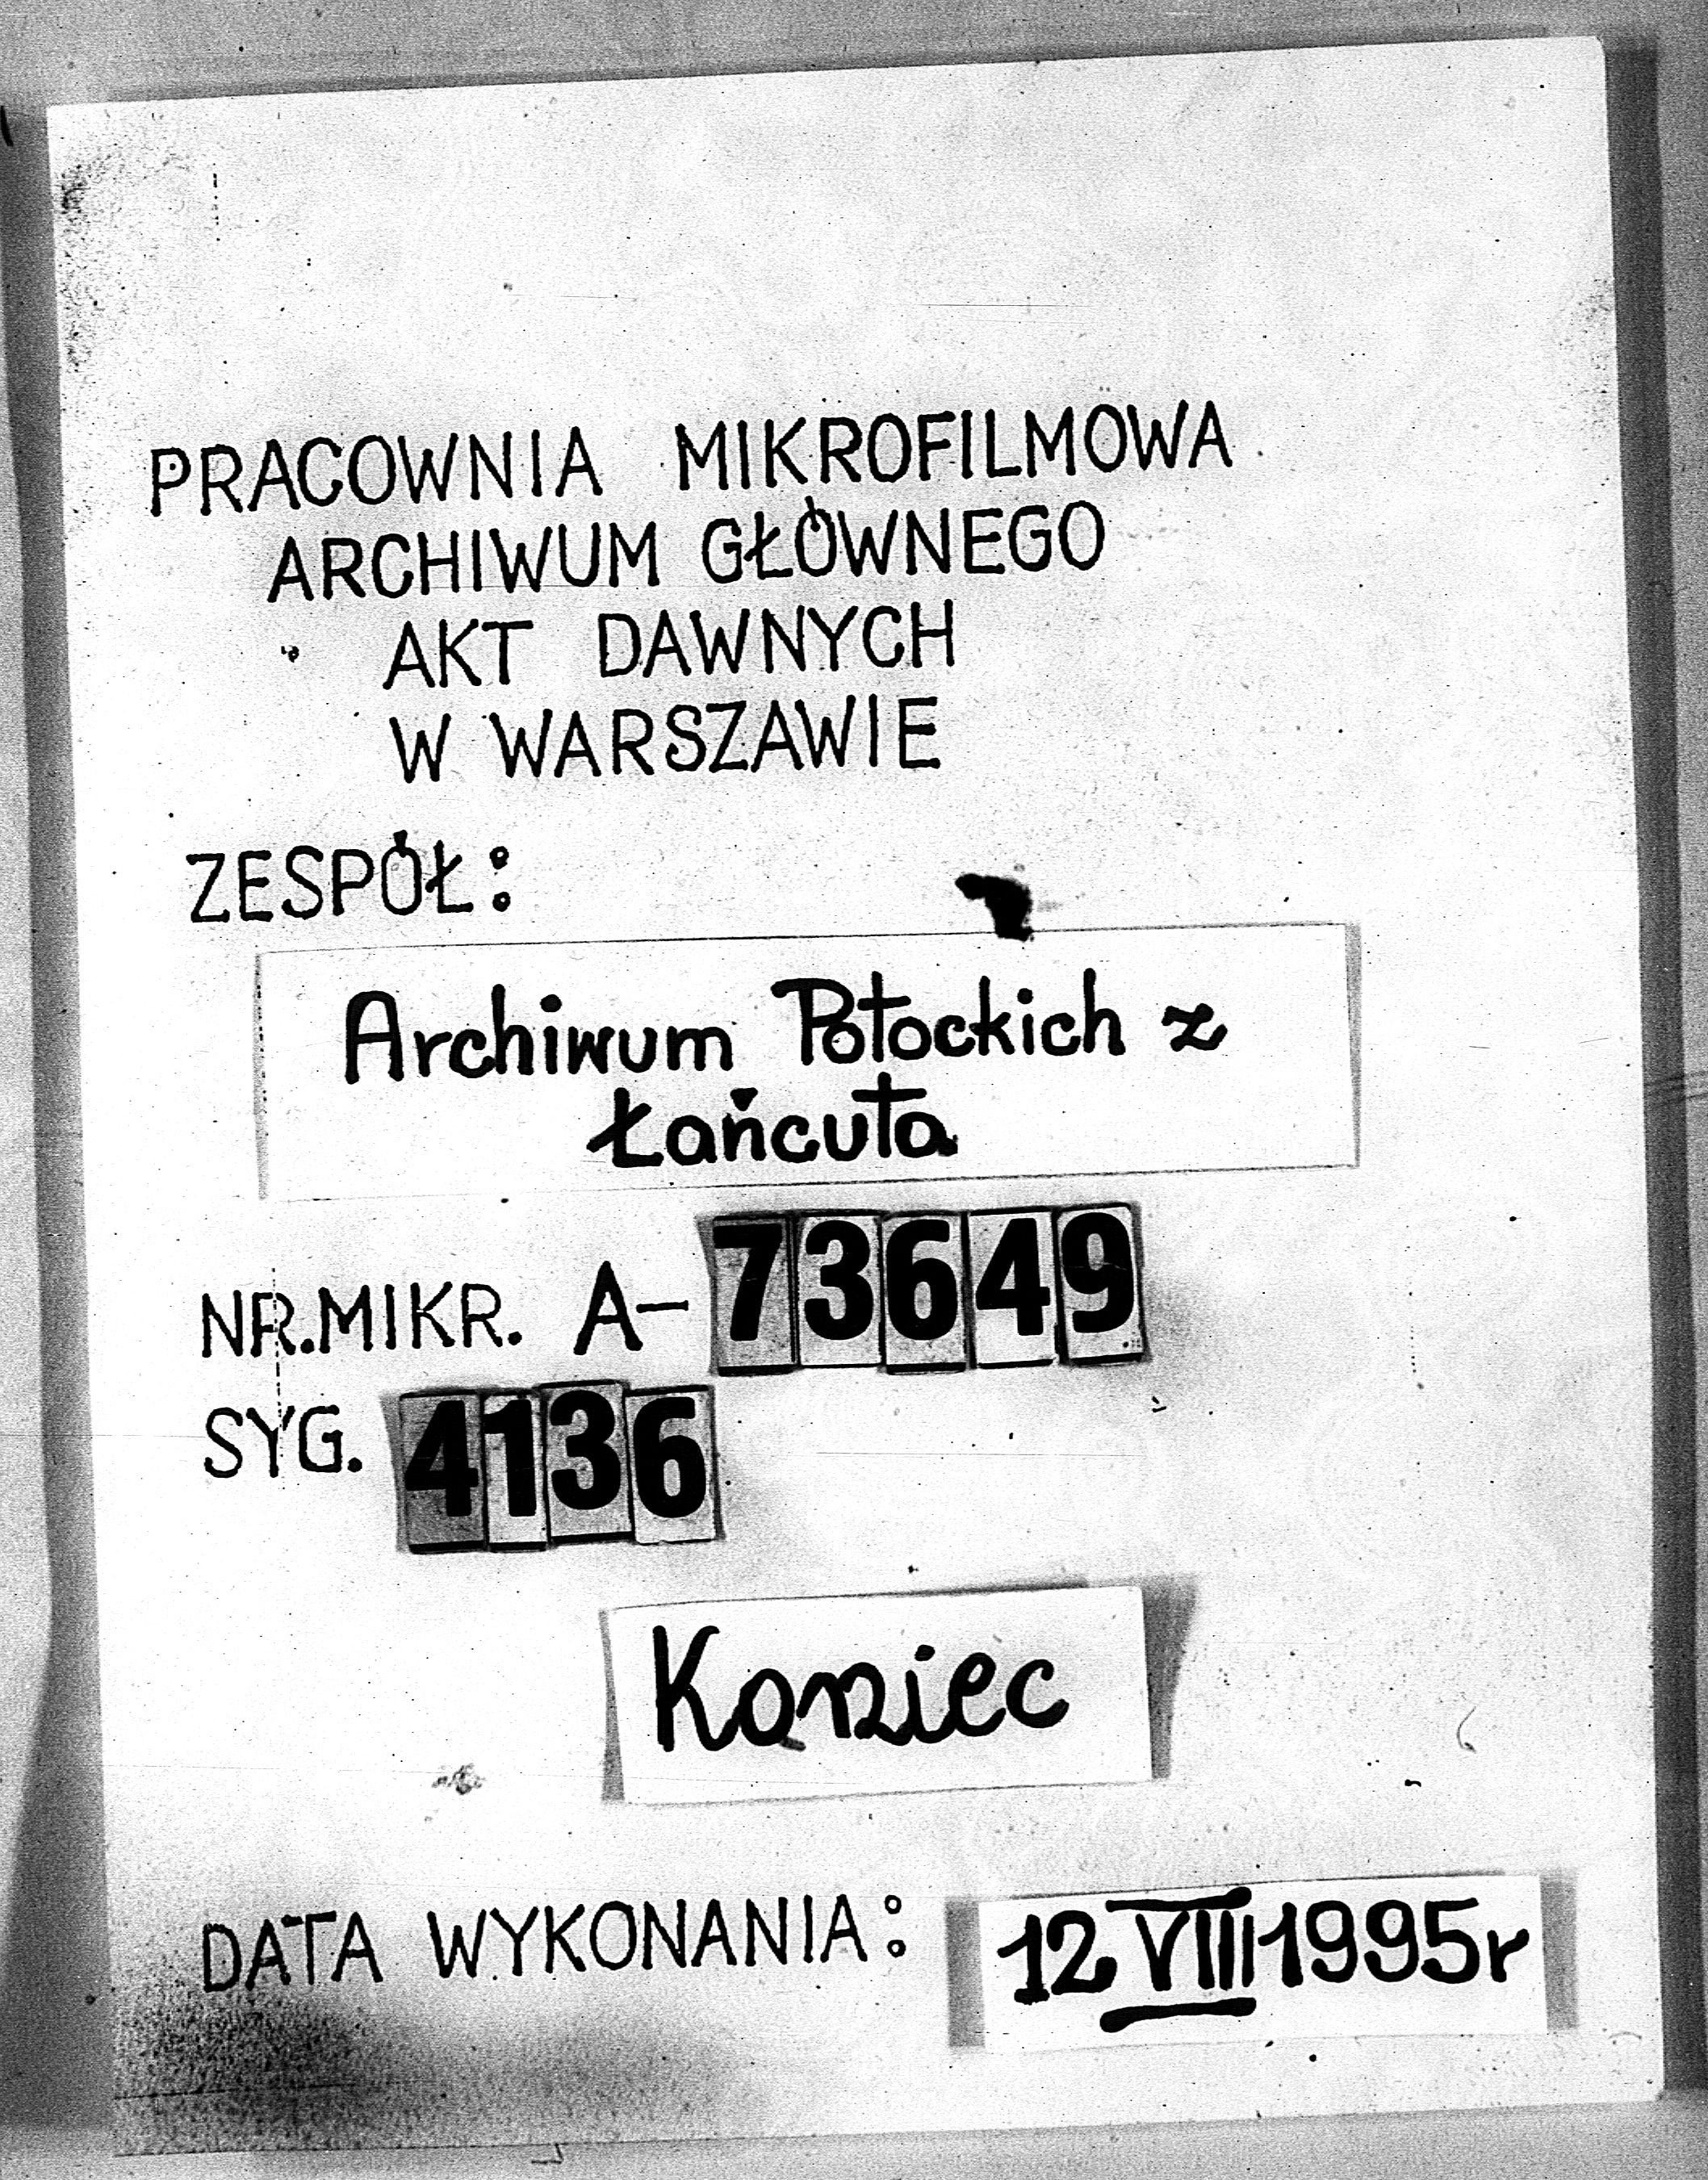 PRACOWNIA MIKROFILMOWA
ARCHIWUM GŁÓWNEGO
AKT DAWNYCH
W WARSZAWIE
ZESPÓŁ:
Archiwum Potockich z
Łańcuta
NR. MIKR. A- 73649
SYG. 4136
Koniec
DATA WYKONANIA: 12 VIII 1995r